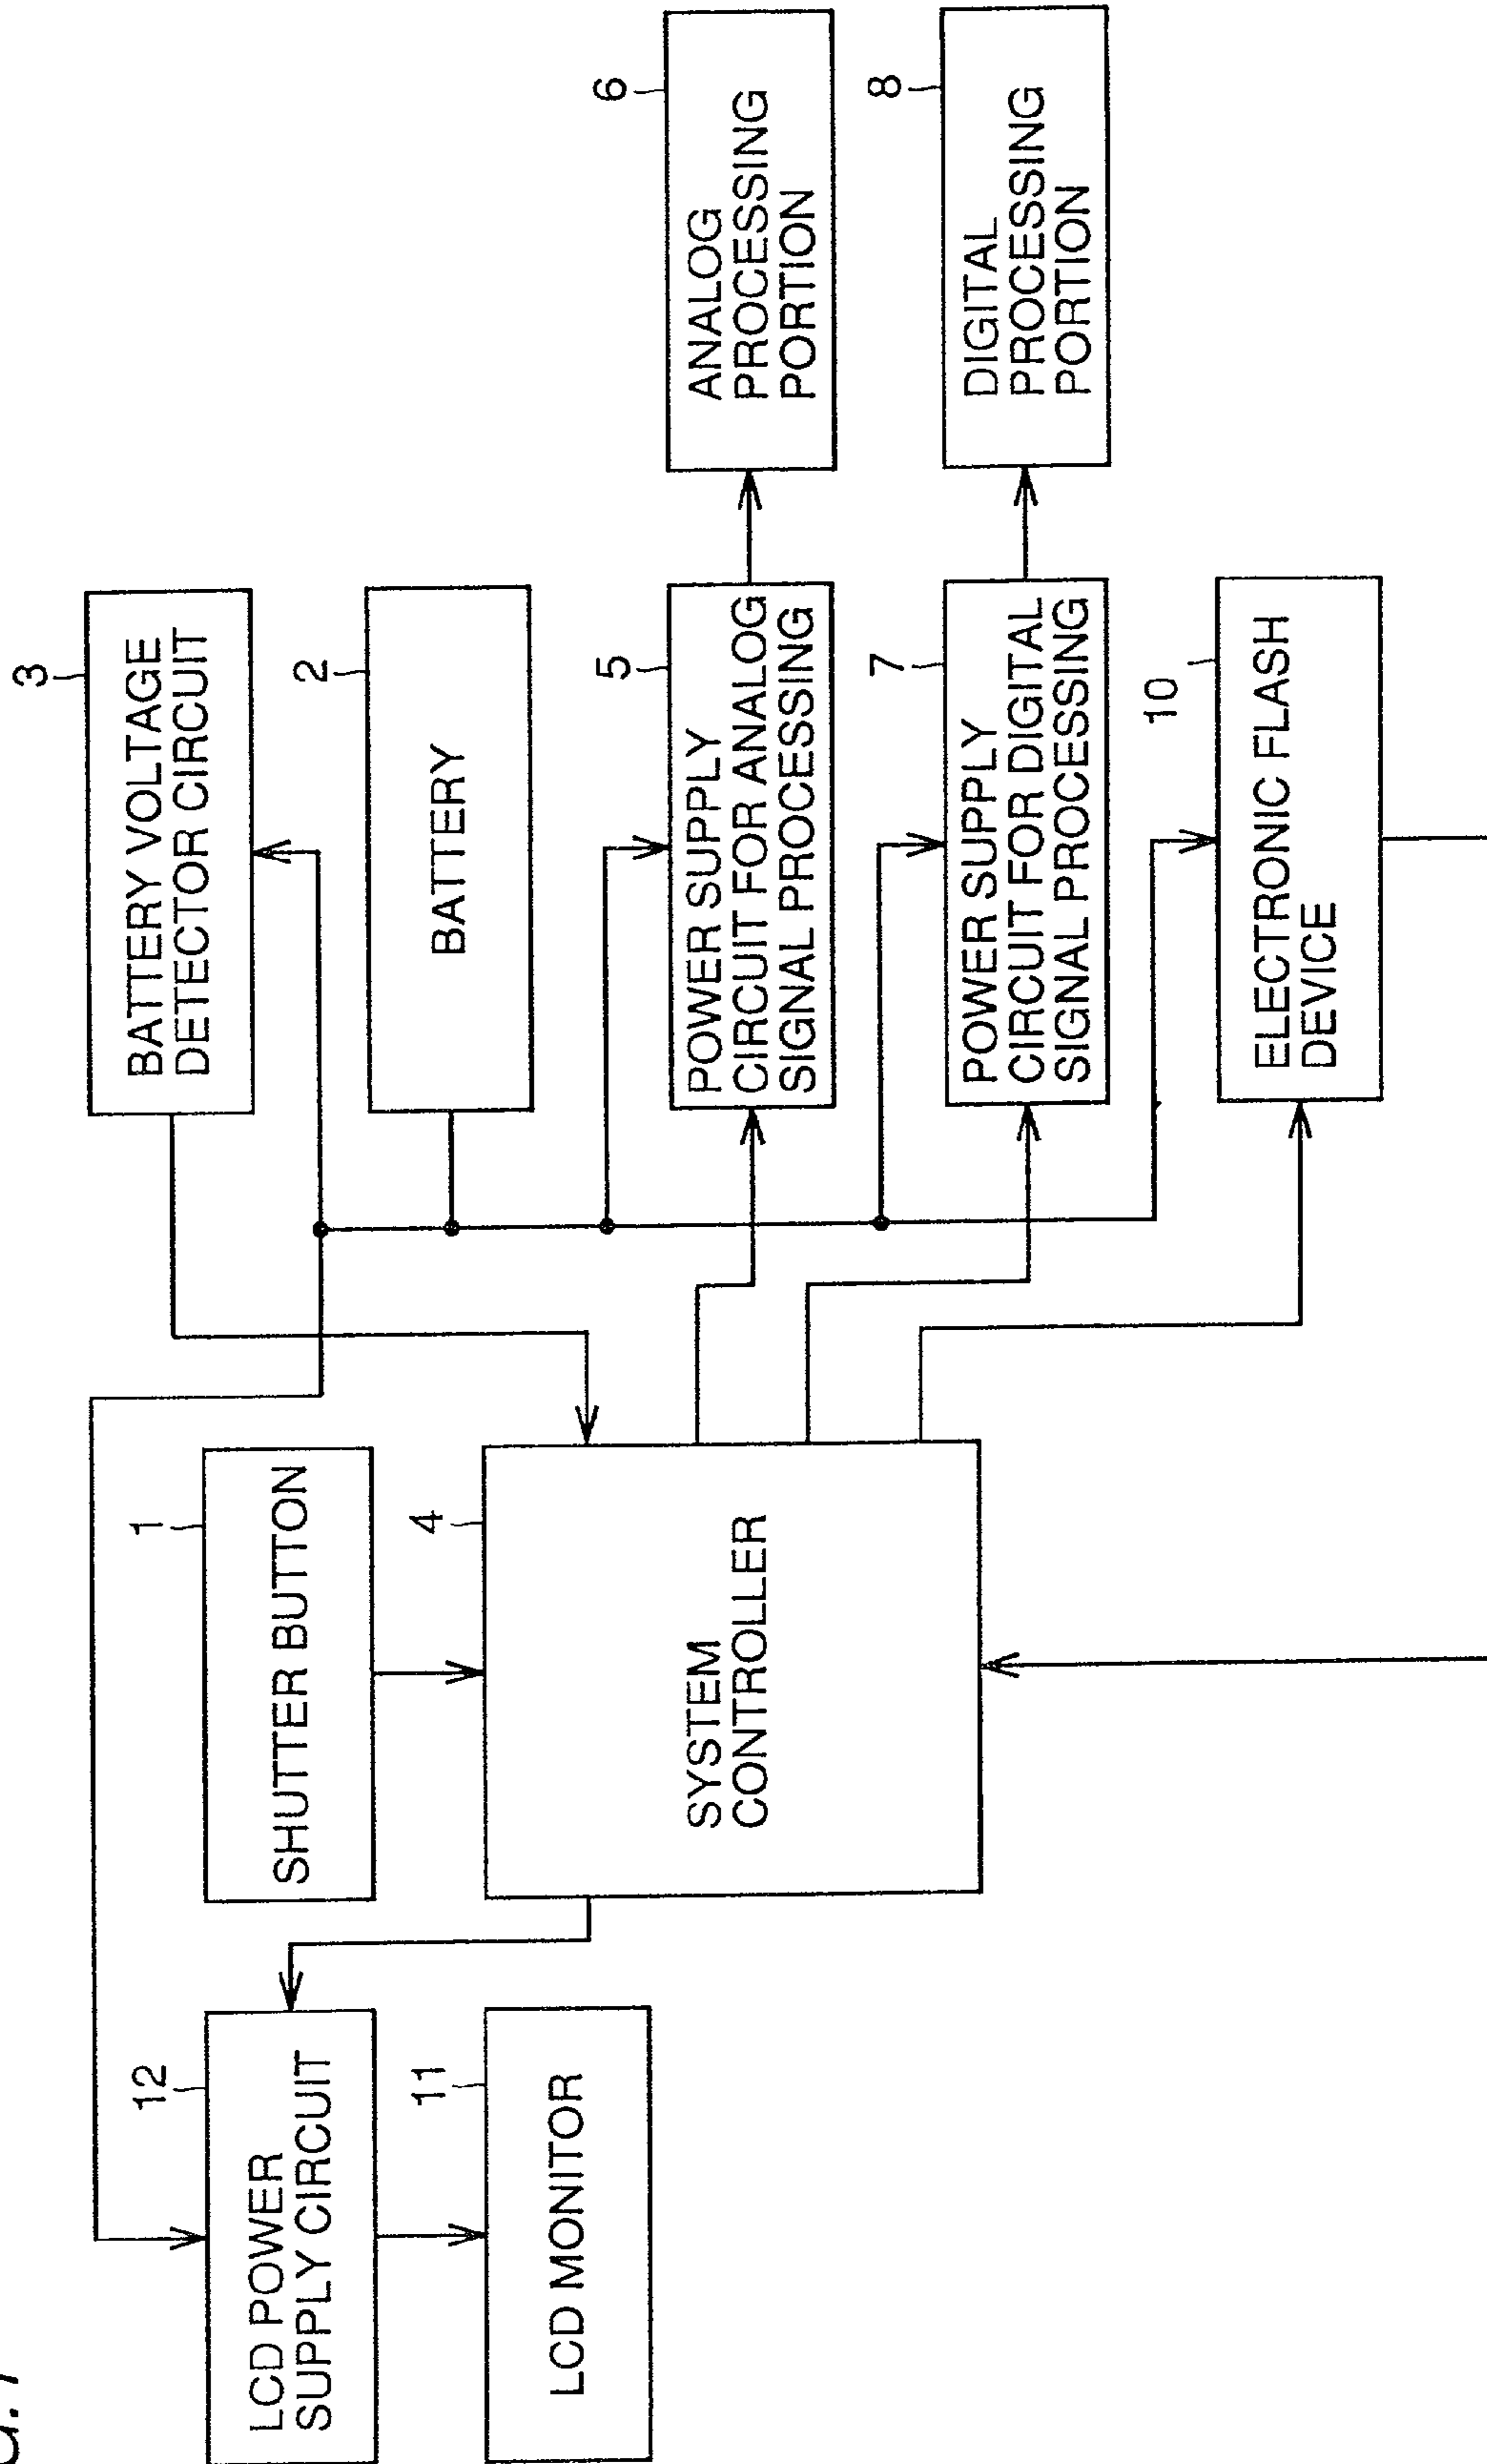 3
BATTERY VOLTAGE
DETECTOR CIRCUIT
12
LCD POWER
SUPPLY CIRCUIT
1
SHUTTER BUTTON
2
BATTERY
11
LCD MONITOR
4
SYSTEM
CONTROLLER
5
POWER SUPPLY
CIRCUIT FOR ANALOG
SIGNAL PROCESSING
6
ANALOG
PROCESSING
PORTION
7
POWER SUPPLY
CIRCUIT FOR DIGITAL
SIGNAL PROCESSING
8
DIGITAL
PROCESSING
PORTION
10
ELECTRONIC FLASH
DEVICE